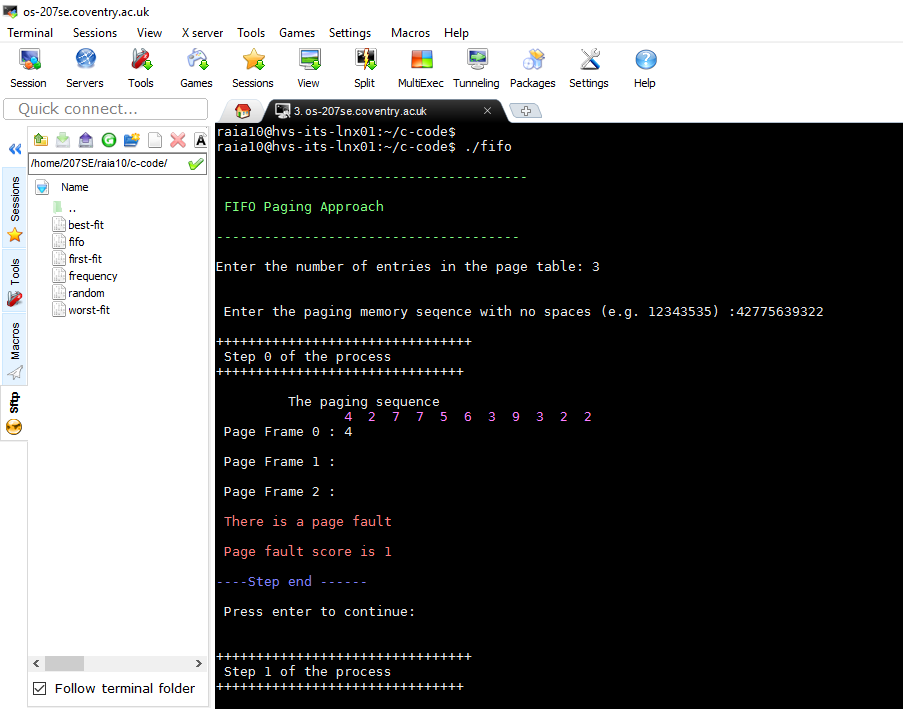 os-207se.coventry.ac.uk
Terminal Sessions View X server Tools Games Settings Macros Help
Session Servers Tools Games Sessions View Split MultiExec Tunneling Packages Settings Help
Quick connect...
3. os-207se.coventry.ac.uk
/home/207SE/raia10/c-code/
Name
..
best-fit
fifo
first-fit
frequency
random
worst-fit
Sessions
Tools
Macros
Sftp
Follow terminal folder
raia10@hvs-its-lnx01:~/c-code$
raia10@hvs-its-lnx01:~/c-code$ ./fifo
---------------------------------------
FIFO Paging Approach
--------------------------------------
Enter the number of entries in the page table: 3
Enter the paging memory seqence with no spaces (e.g. 12343535) :42775639322
++++++++++++++++++++++++++++++++
Step 0 of the process
+++++++++++++++++++++++++++++++
The paging sequence
4 2 7 7 5 6 3 9 3 2 2
Page Frame 0 : 4
Page Frame 1 :
Page Frame 2 :
There is a page fault
Page fault score is 1
----Step end ------
Press enter to continue:
++++++++++++++++++++++++++++++++
Step 1 of the process
+++++++++++++++++++++++++++++++